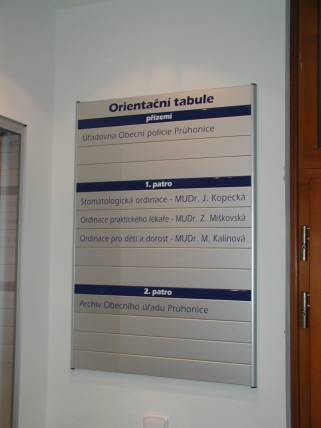 Orientační tabule
přízemí
Úřadovna Obecní policie Průhonice
1. patro
Stomatologická ordinace - MUDr. J. Kopecká
Ordinace praktického lékaře - MUDr. Z. Miškovská
Ordinace pro děti a dorost - MUDr. M. Kalinová
2. patro
Archiv Obecního úřadu Průhonice